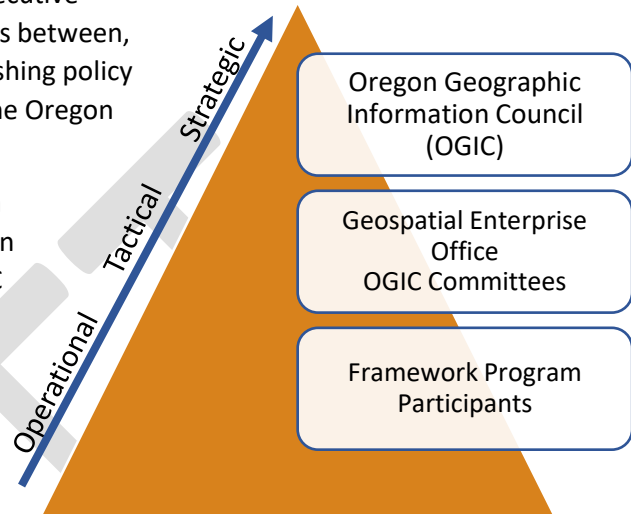 s between,
shing policy
ne Oregon
Strategic
Tactical
Operational
Oregon Geographic
Information Council
(OGIC)
Geospatial Enterprise
Office
OGIC Committees
Framework Program
Participants